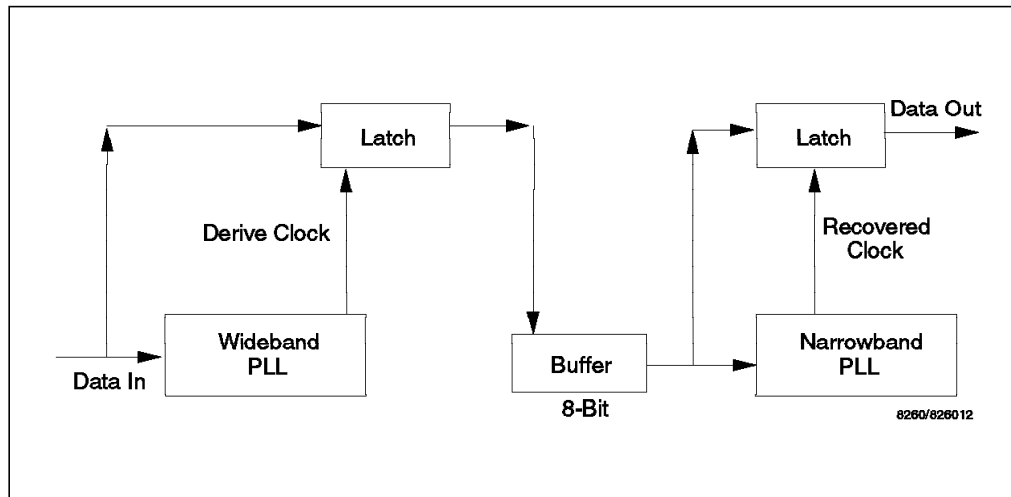 Latch
Derive Clock
Wideband
PLL
Data In
Buffer
8-Bit
Latch
Data Out
Recovered
Clock
Narrowband
PLL
8260/826012